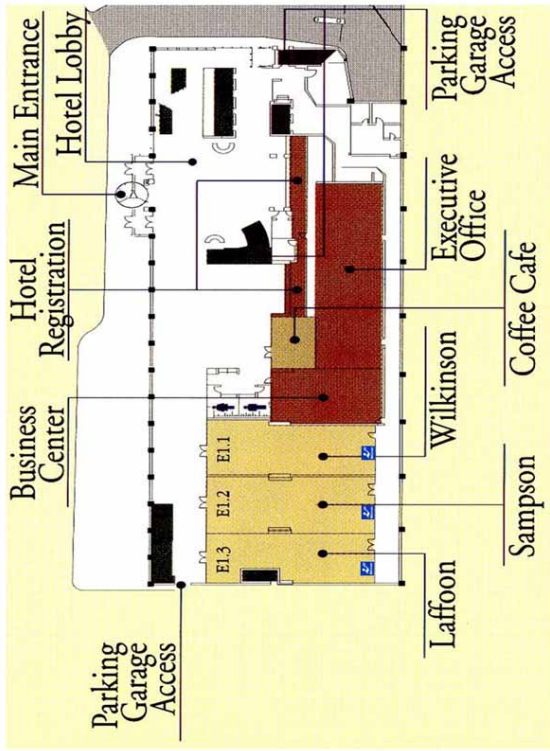 Main Entrance
Hotel Lobby
Hotel
Registration
Business
Center
Parking
Garage
Access
Parking
Garage
Access
Executive
Office
Coffee Cafe
Wilkinson
Sampson
Laffoon
E1.1
E1.2
E1.3